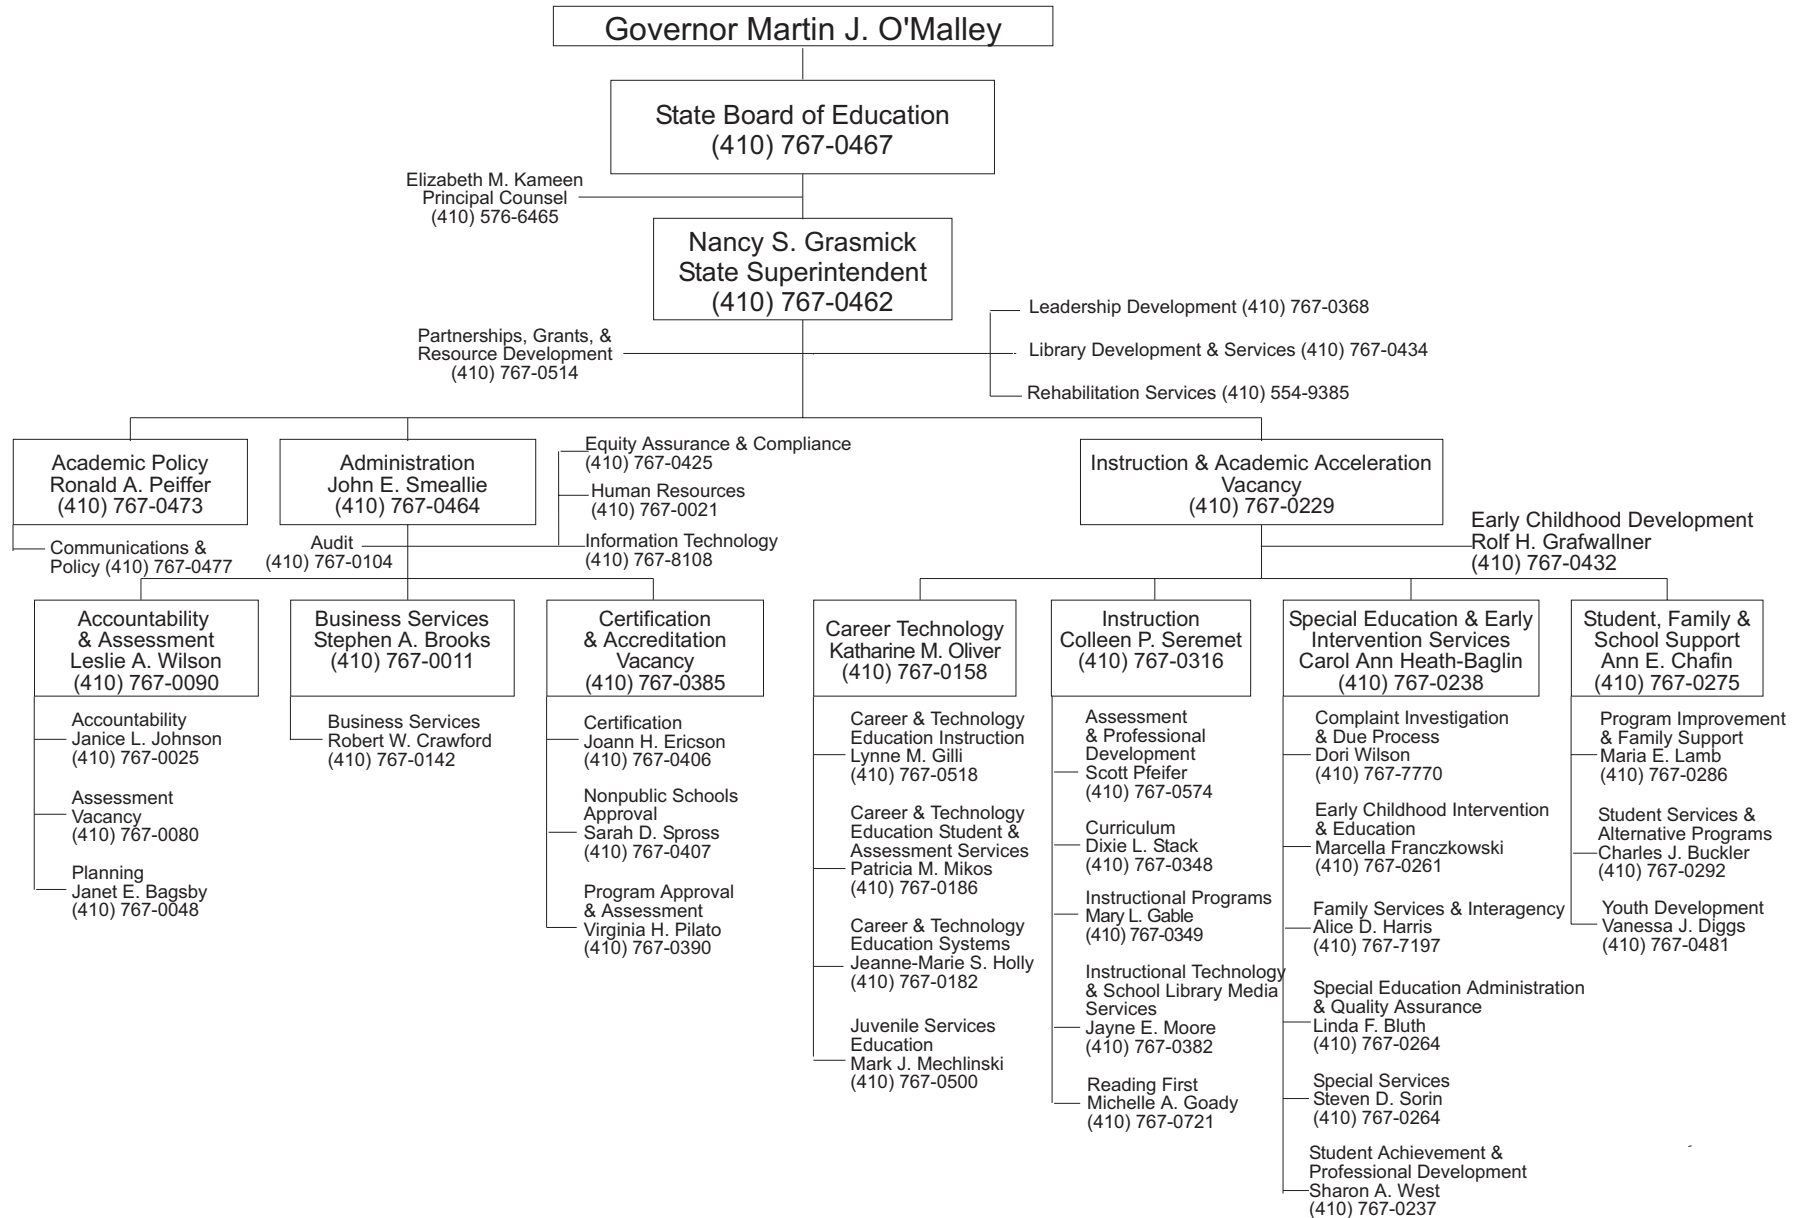 Governor Martin J. O'Malley
State Board of Education
(410) 767-0467
Elizabeth M. Kameen
Principal Counsel
(410) 576-6465
Nancy S. Grasmick
State Superintendent
(410) 767-0462
Partnerships, Grants, &
Resource Development
(410) 767-0514
Leadership Development (410) 767-0368
Library Development & Services (410) 767-0434
Rehabilitation Services (410) 554-9385
Academic Policy
Ronald A. Peiffer
(410) 767-0473
Communications &
Policy (410) 767-0477
Administration
John E. Smeallie
(410) 767-0464
Audit
(410) 767-0104
Equity Assurance & Compliance
(410) 767-0425
Human Resources
(410) 767-0021
Information Technology
(410) 767-8108
Instruction & Academic Acceleration
Vacancy
(410) 767-0229
Early Childhood Development
Rolf H. Grafwallner
(410) 767-0432
Accountability
& Assessment
Leslie A. Wilson
(410) 767-0090
Accountability
Janice L. Johnson
(410) 767-0025
Assessment
Vacancy
(410) 767-0080
Planning
Janet E. Bagsby
(410) 767-0048
Business Services
Stephen A. Brooks
(410) 767-0011
Business Services
Robert W. Crawford
(410) 767-0142
Certification
& Accreditation
Vacancy
(410) 767-0385
Certification
Joann H. Ericson
(410) 767-0406
Nonpublic Schools
Approval
Sarah D. Spross
(410) 767-0407
Program Approval
& Assessment
Virginia H. Pilato
(410) 767-0390
Career Technology
Katharine M. Oliver
(410) 767-0158
Career & Technology
Education Instruction
Lynne M. Gilli
(410) 767-0518
Career & Technology
Education Student &
Assessment Services
Patricia M. Mikos
(410) 767-0186
Career & Technology
Education Systems
Jeanne-Marie S. Holly
(410) 767-0182
Juvenile Services
Education
Mark J. Mechlinski
(410) 767-0500
Instruction
Colleen P. Seremet
(410) 767-0316
Assessment
& Professional
Development
Scott Pfeifer
(410) 767-0574
Curriculum
Dixie L. Stack
(410) 767-0348
Instructional Programs
Mary L. Gable
(410) 767-0349
Instructional Technology
& School Library Media
Services
Jayne E. Moore
(410) 767-0382
Reading First
Michelle A. Goady
(410) 767-0721
Special Education & Early
Intervention Services
Carol Ann Heath-Baglin
(410) 767-0238
Complaint Investigation
& Due Process
Dori Wilson
(410) 767-7770
Early Childhood Intervention
& Education
Marcella Franczkowski
(410) 767-0261
Family Services & Interagency
Alice D. Harris
(410) 767-7197
Special Education Administration
& Quality Assurance
Linda F. Bluth
(410) 767-0264
Special Services
Steven D. Sorin
(410) 767-0264
Student Achievement &
Professional Development
Sharon A. West
(410) 767-0237
Student, Family &
School Support
Ann E. Chafin
(410) 767-0275
Program Improvement
& Family Support
Maria E. Lamb
(410) 767-0286
Student Services &
Alternative Programs
Charles J. Buckler
(410) 767-0292
Youth Development
Vanessa J. Diggs
(410) 767-0481